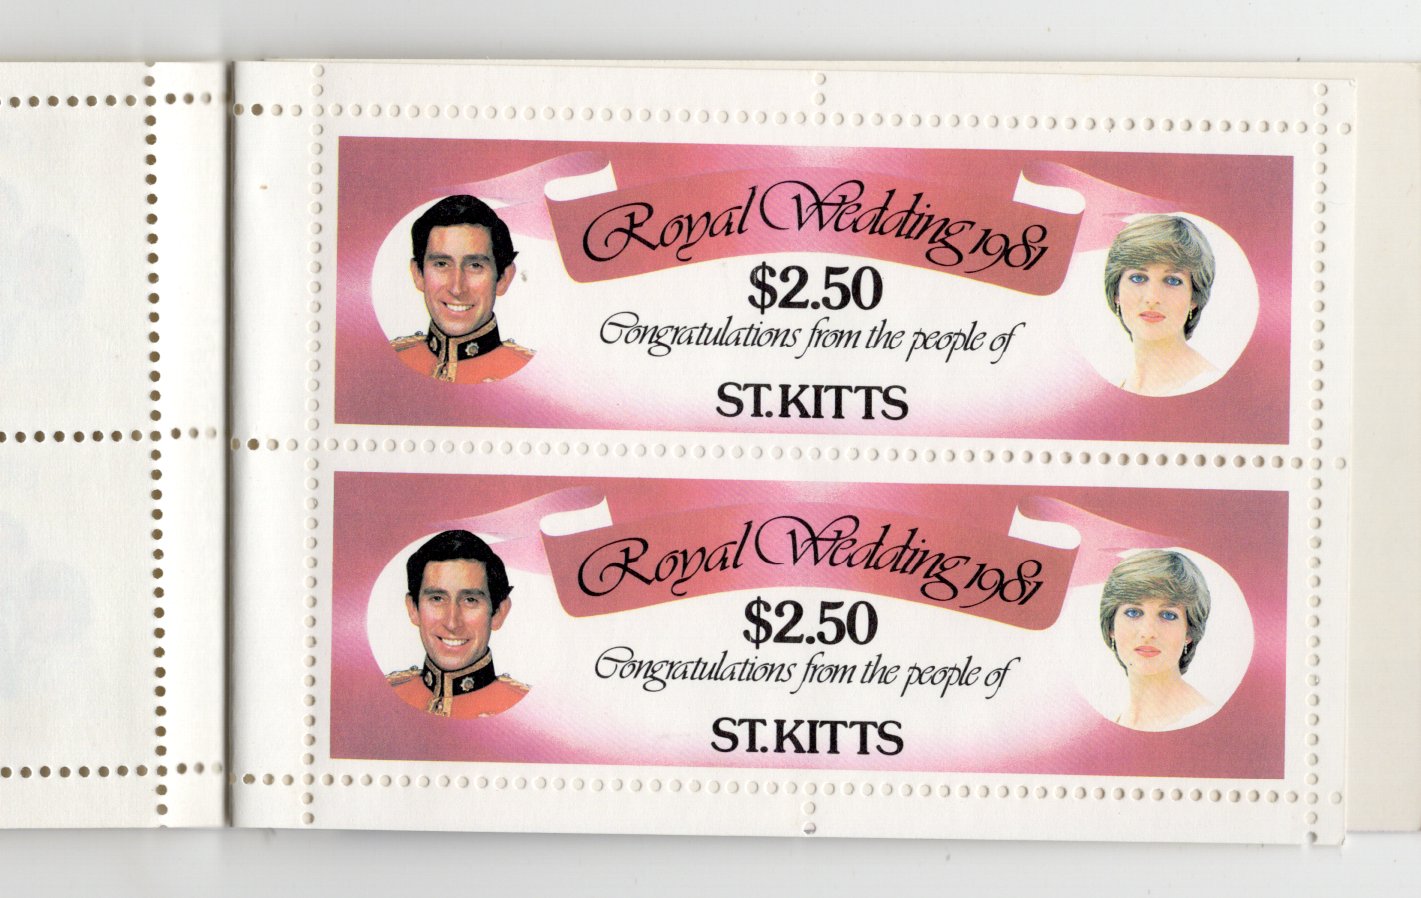 Royal Wedding 1981
$2.50
Congratulations from the people of
ST. KITTS
Royal Wedding 1981
$2.50
Congratulations from the people of
ST. KITTS